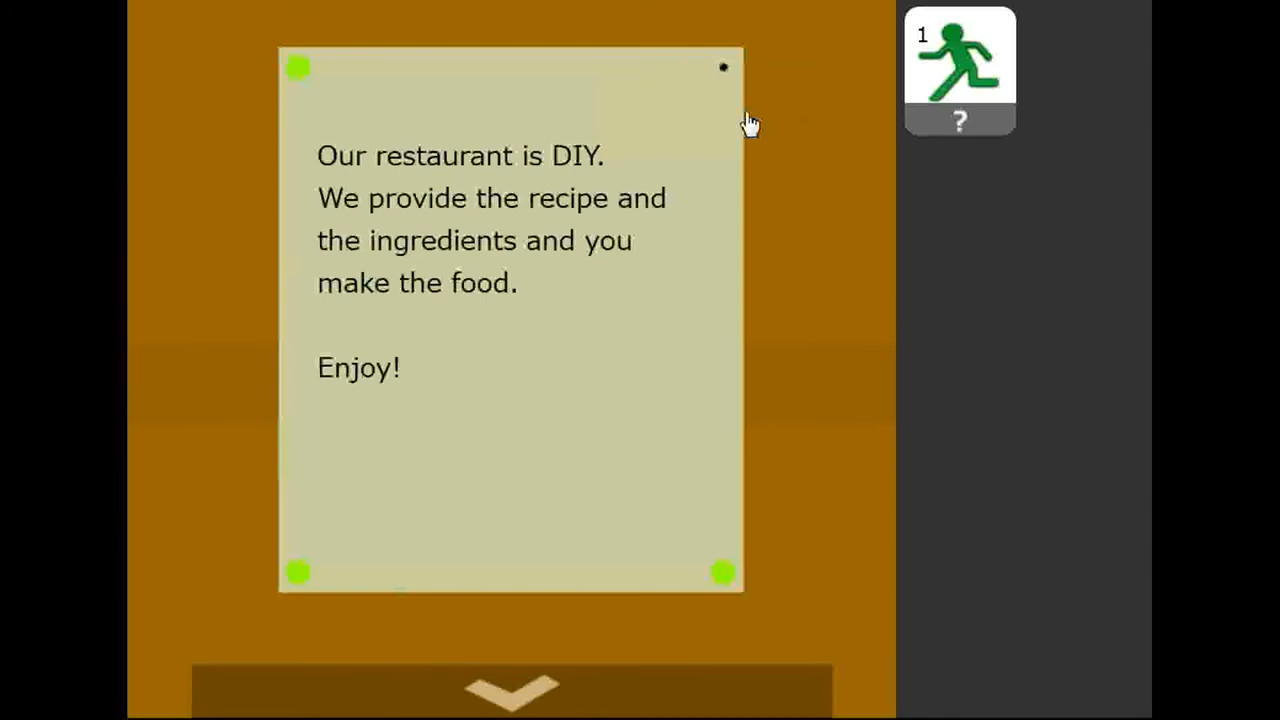 Our restaurant is DIY.
We provide the recipe and
the ingredients and you
make the food.
Enjoy!
1
?